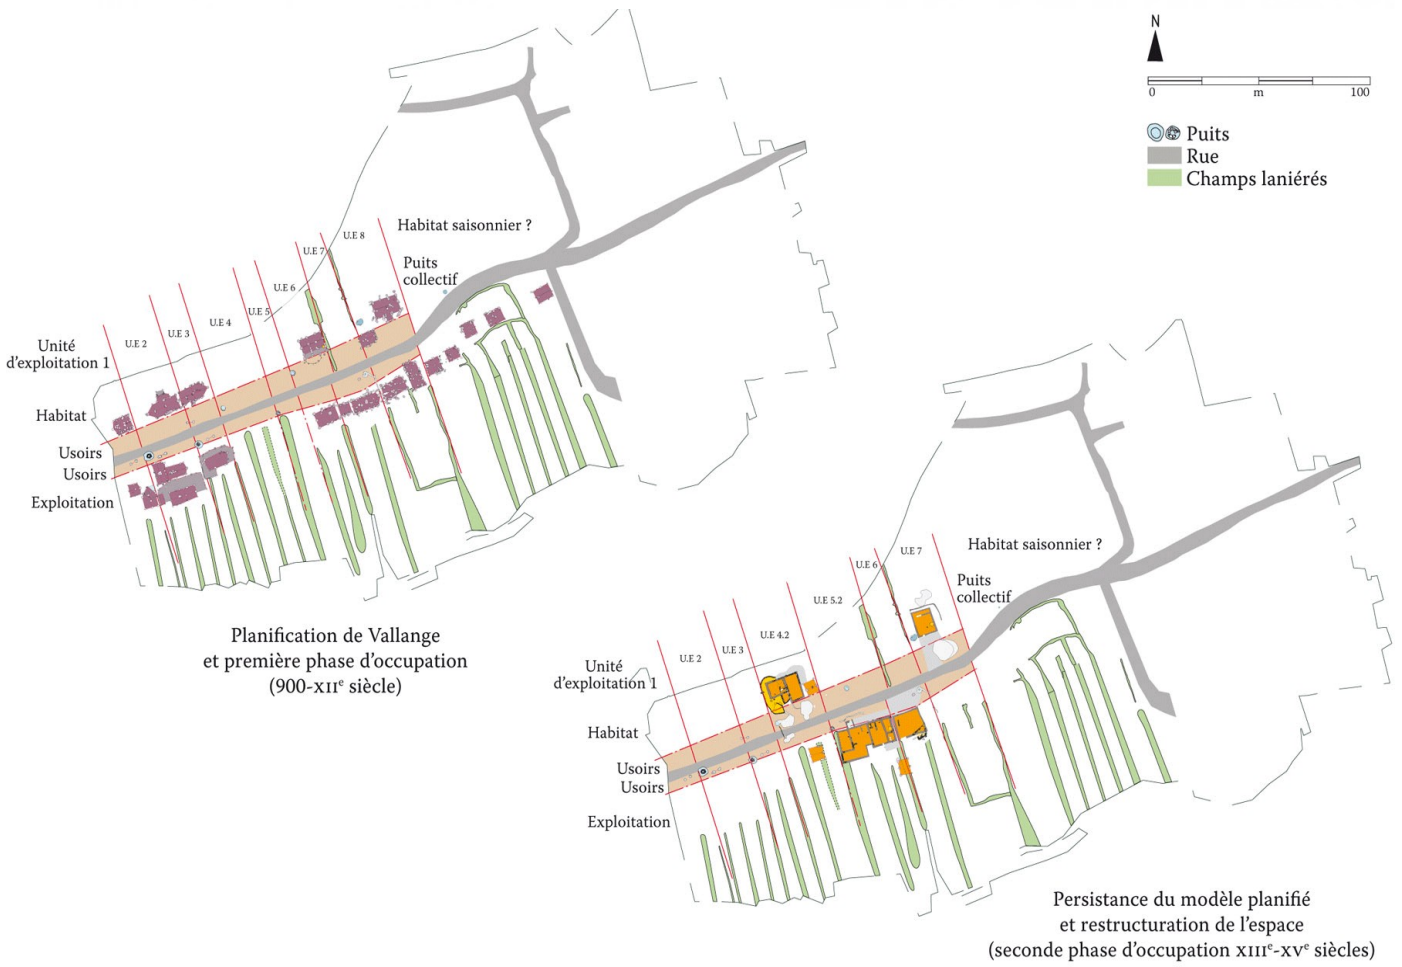 N
0 m 100
Puits
Rue
Champs laniérés
Habitat saisonnier ?
Puits
collectif
U.E 8
U.E 7
U.E 6
U.E 5
U.E 4
U.E 3
U.E 2
Unité
d'exploitation 1
Habitat
Usoirs
Usoirs
Exploitation
Planification de Vallange
et première phase d'occupation
(900-XIIe siècle)
Habitat saisonnier ?
Puits
collectif
U.E 7
U.E 6
U.E 5.2
U.E 4.2
U.E 3
U.E 2
Unité
d'exploitation 1
Habitat
Usoirs
Usoirs
Exploitation
Persistance du modèle planifié
et restructuration de l'espace
(seconde phase d'occupation XIIIe-XVe siècles)